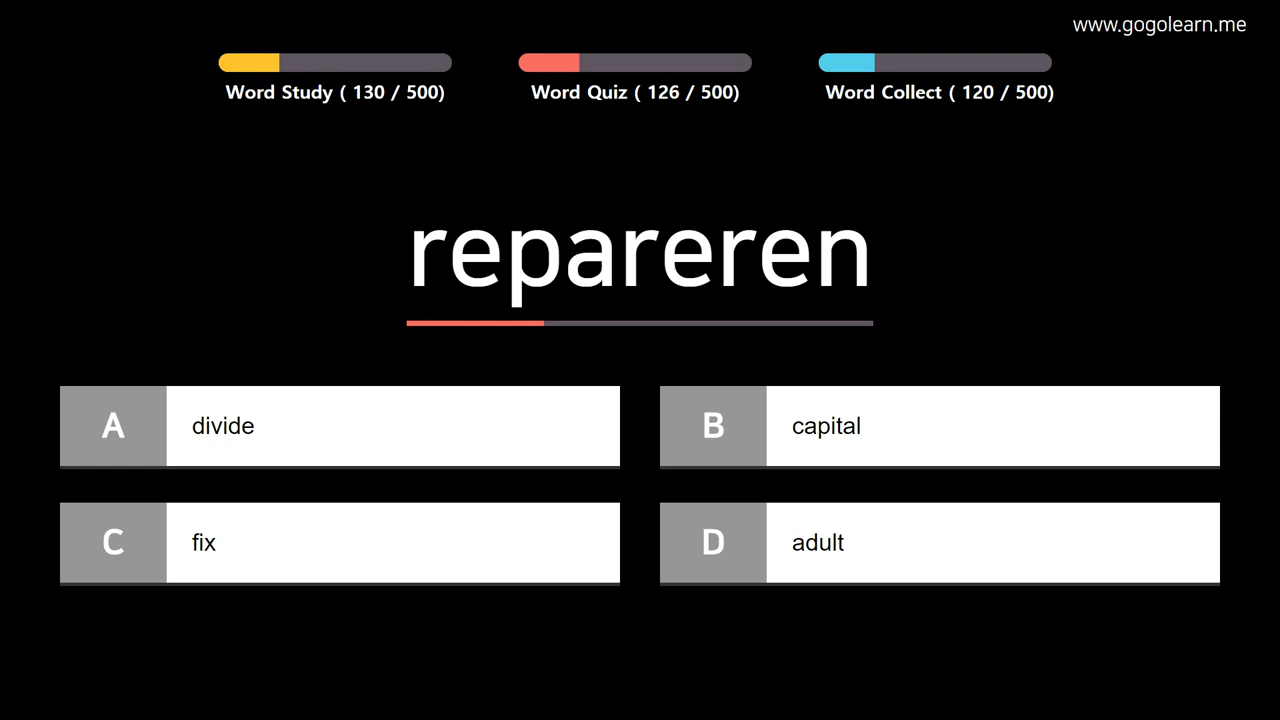 www.gogolearn.me
Word Study ( 130 / 500)
Word Quiz ( 126 / 500)
Word Collect ( 120 / 500)
repareren
A divide
B capital
C fix
D adult